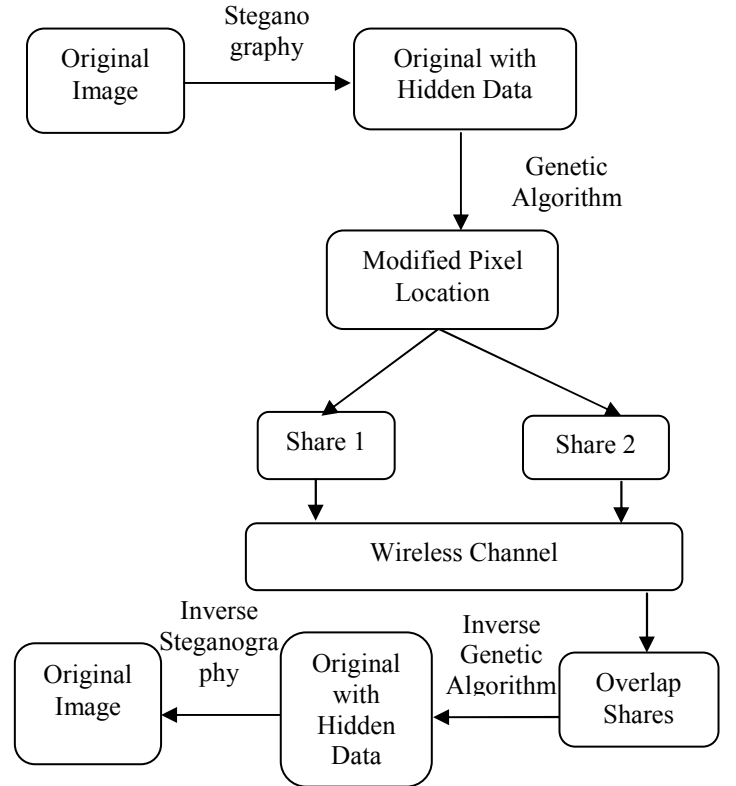 Stegano
graphy
Original
Image
Original with
Hidden Data
Genetic
Algorithm
Modified Pixel
Location
Share 1
Share 2
Wireless Channel
Inverse
Steganogra
phy
Inverse
Genetic
Algorithm
Original
Image
Original
with
Hidden
Data
Overlap
Shares